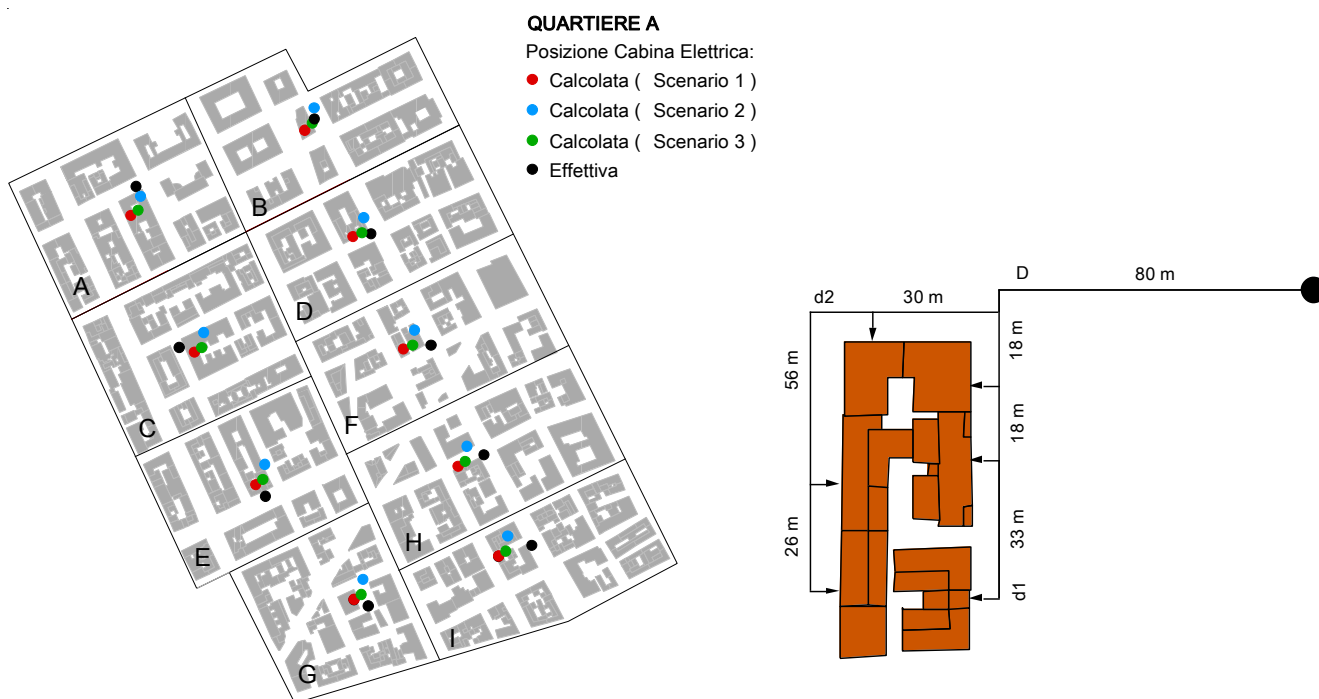 QUARTIERE A
Posizione Cabina Elettrica:
Calcolata ( Scenario 1 )
Calcolata ( Scenario 2 )
Calcolata ( Scenario 3 )
Effettiva
A
B
C
D
E
F
G
H
I
D
80 m
d2
30 m
18 m
56 m
18 m
26 m
33 m
d1